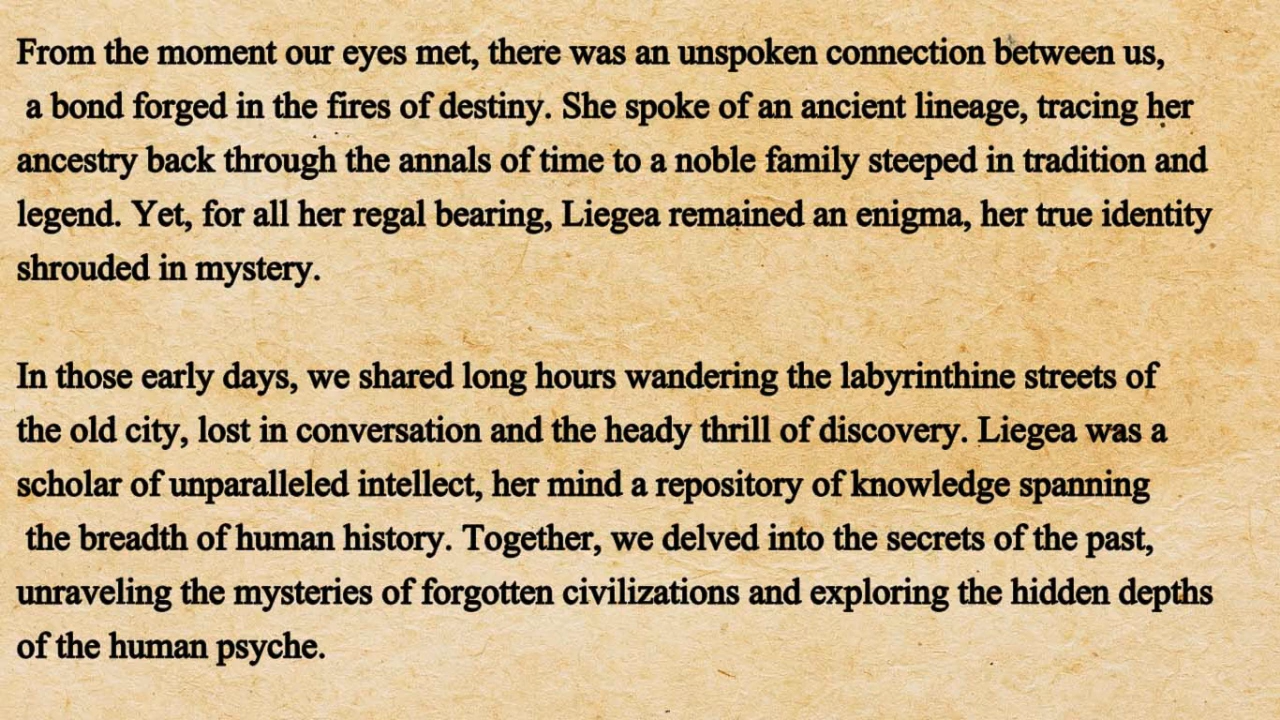 From the moment our eyes met, there was an unspoken connection between us,
a bond forged in the fires of destiny. She spoke of an ancient lineage, tracing her
ancestry back through the annals of time to a noble family steeped in tradition and
legend. Yet, for all her regal bearing, Liegea remained an enigma, her true identity
shrouded in mystery.
In those early days, we shared long hours wandering the labyrinthine streets of
the old city, lost in conversation and the heady thrill of discovery. Liegea was a
scholar of unparalleled intellect, her mind a repository of knowledge spanning
the breadth of human history. Together, we delved into the secrets of the past,
unraveling the mysteries of forgotten civilizations and exploring the hidden depths
of the human psyche.